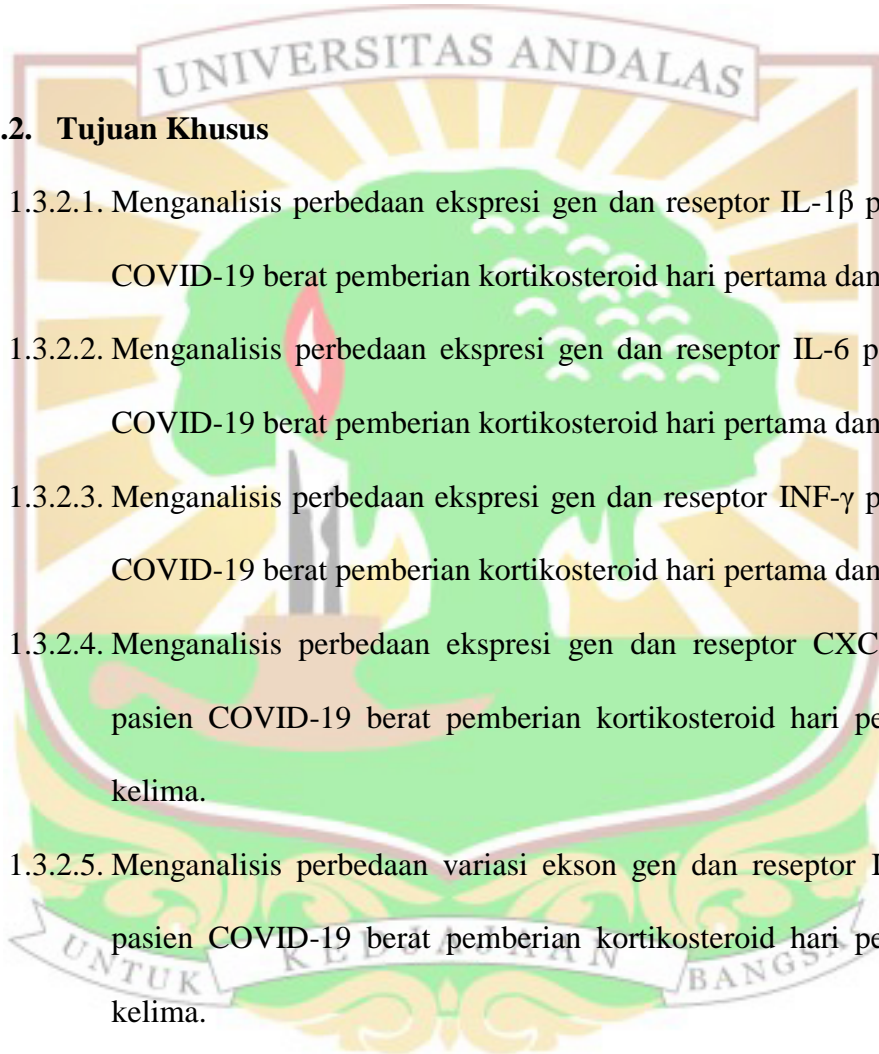 UNIVERSITAS ANDALAS
.2. Tujuan Khusus
1.3.2.1. Menganalisis perbedaan ekspresi gen dan reseptor IL-1β p
COVID-19 berat pemberian kortikosteroid hari pertama dan
1.3.2.2. Menganalisis perbedaan ekspresi gen dan reseptor IL-6 p
COVID-19 berat pemberian kortikosteroid hari pertama dan
1.3.2.3. Menganalisis perbedaan ekspresi gen dan reseptor INF-γ p
COVID-19 berat pemberian kortikosteroid hari pertama dan
1.3.2.4. Menganalisis perbedaan ekspresi gen dan reseptor CXC
pasien COVID-19 berat pemberian kortikosteroid hari pe
kelima.
1.3.2.5. Menganalisis perbedaan variasi ekson gen dan reseptor I
pasien COVID-19 berat pemberian kortikosteroid hari pe
UNTUK KEDJAJAAN BANGSA
kelima.